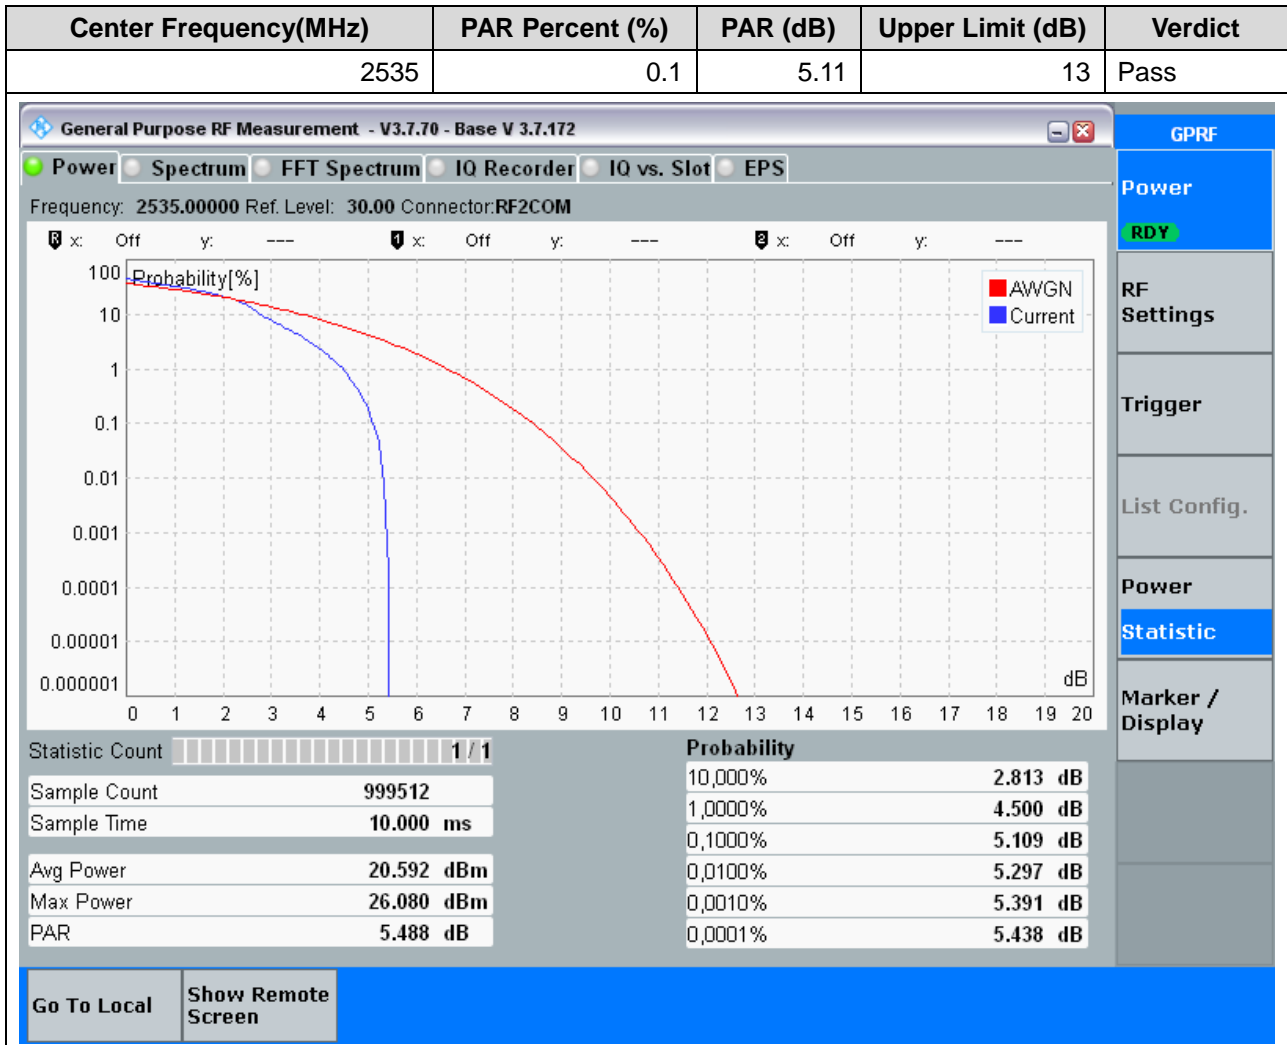 Center Frequency(MHz) PAR Percent (%) PAR (dB) Upper Limit (dB) Verdict
2535 0.1 5.11 13 Pass
General Purpose RF Measurement - V3.7.70 - Base V 3.7.172
GPRF
Power Spectrum FFT Spectrum IQ Recorder IQ vs. Slot EPS
Power
RDY
Frequency: 2535.00000 Ref. Level: 30.00 Connector:RF2COM
R x: Off y: --- 1 x: Off y: --- 2 x: Off y: ---
Probability[%]
AWGN
Current
100
10
1
0.1
0.01
0.001
0.0001
0.00001
0.000001
dB
0 1 2 3 4 5 6 7 8 9 10 11 12 13 14 15 16 17 18 19 20
RF
Settings
Trigger
List Config.
Power
Statistic
Marker /
Display
Statistic Count 1 / 1
Sample Count 999512
Sample Time 10.000 ms
Avg Power 20.592 dBm
Max Power 26.080 dBm
PAR 5.488 dB
Probability
10,000% 2.813 dB
1,0000% 4.500 dB
0,1000% 5.109 dB
0,0100% 5.297 dB
0,0010% 5.391 dB
0,0001% 5.438 dB
Go To Local
Show Remote
Screen